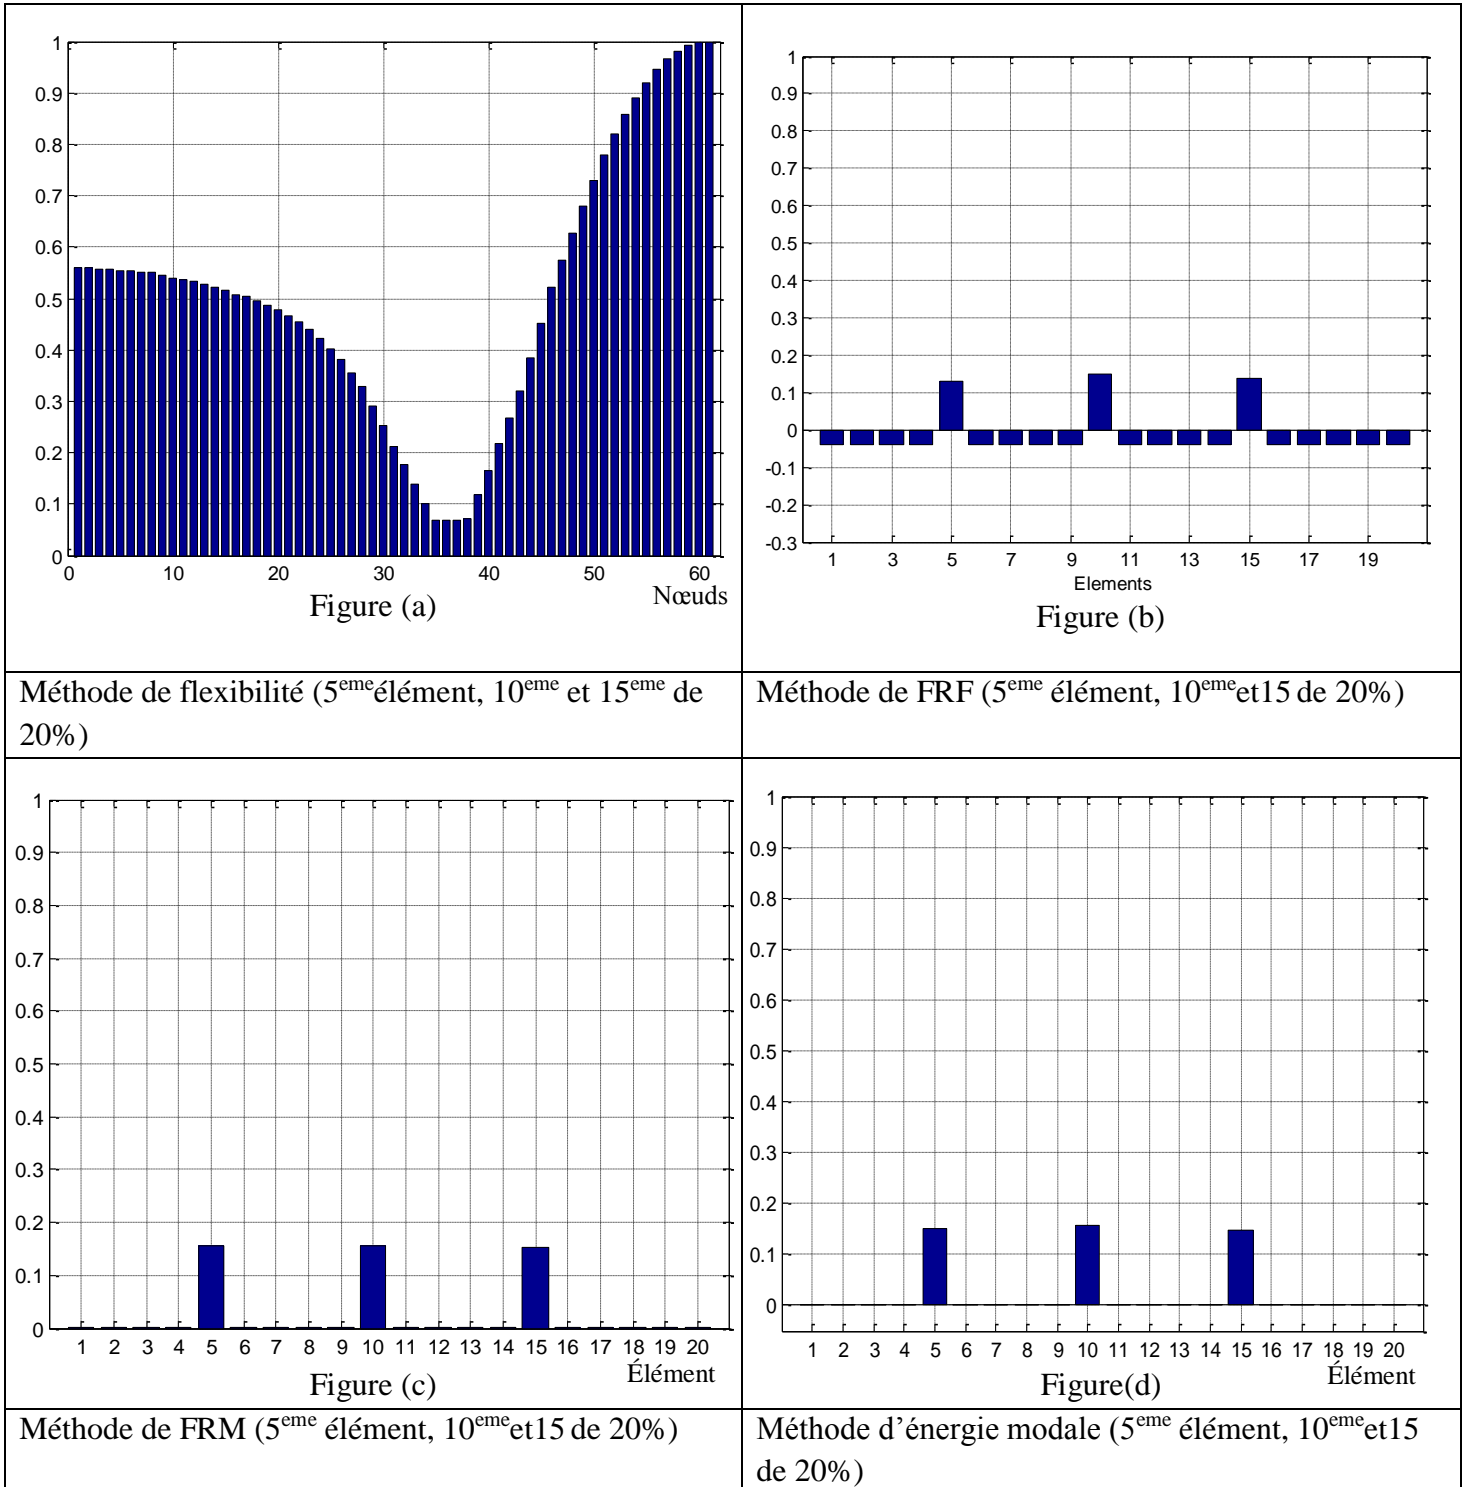 1
0.9
0.8
0.7
0.6
0.5
0.4
0.3
0.2
0.1
0
0 10 20 30 40 50 60
Nœuds
Figure (a)
1
0.9
0.8
0.7
0.6
0.5
0.4
0.3
0.2
0.1
0
-0.1
-0.2
-0.3
1 3 5 7 9 11 13 15 17 19
Elements
Figure (b)
Méthode de flexibilité (5emeélément, 10eme et 15eme de
20%)
Méthode de FRF (5eme élément, 10emeet15 de 20%)
1
0.9
0.8
0.7
0.6
0.5
0.4
0.3
0.2
0.1
0
1 2 3 4 5 6 7 8 9 10 11 12 13 14 15 16 17 18 19 20
Élément
Figure (c)
1
0.9
0.8
0.7
0.6
0.5
0.4
0.3
0.2
0.1
0
1 2 3 4 5 6 7 8 9 10 11 12 13 14 15 16 17 18 19 20
Élément
Figure(d)
Méthode de FRM (5eme élément, 10emeet15 de 20%)
Méthode d’énergie modale (5eme élément, 10emeet15
de 20%)